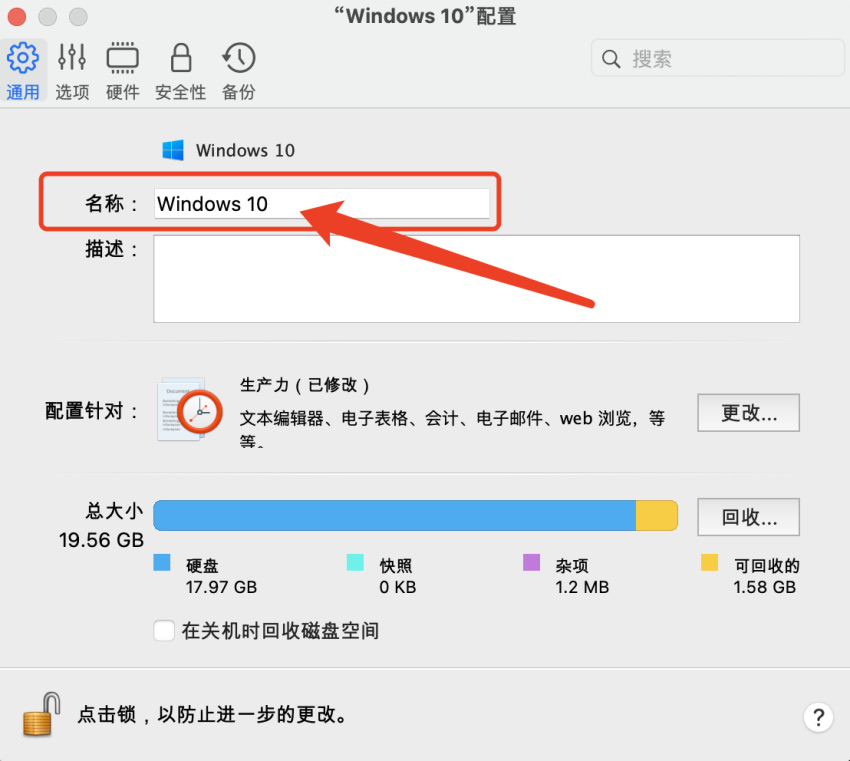 “Windows 10”配置
通用
选项
硬件
安全性
备份
搜索
Windows 10
名称：
Windows 10
描述：
配置针对：
生产力（已修改）
文本编辑器、电子表格、会计、电子邮件、web 浏览，等
等。
更改...
总大小
19.56 GB
回收...
硬盘
17.97 GB
快照
0 KB
杂项
1.2 MB
可回收的
1.58 GB
在关机时回收磁盘空间
点击锁，以防止进一步的更改。
?